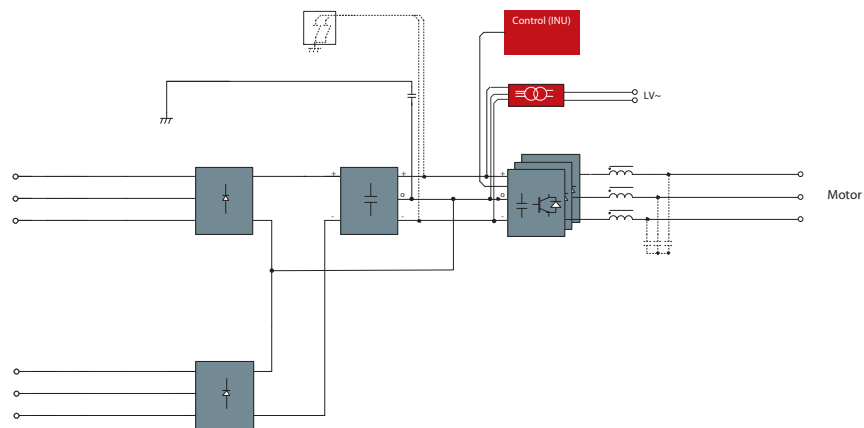 Control (INU)
LV~
+
+
+
o
o
-
-
-
Motor